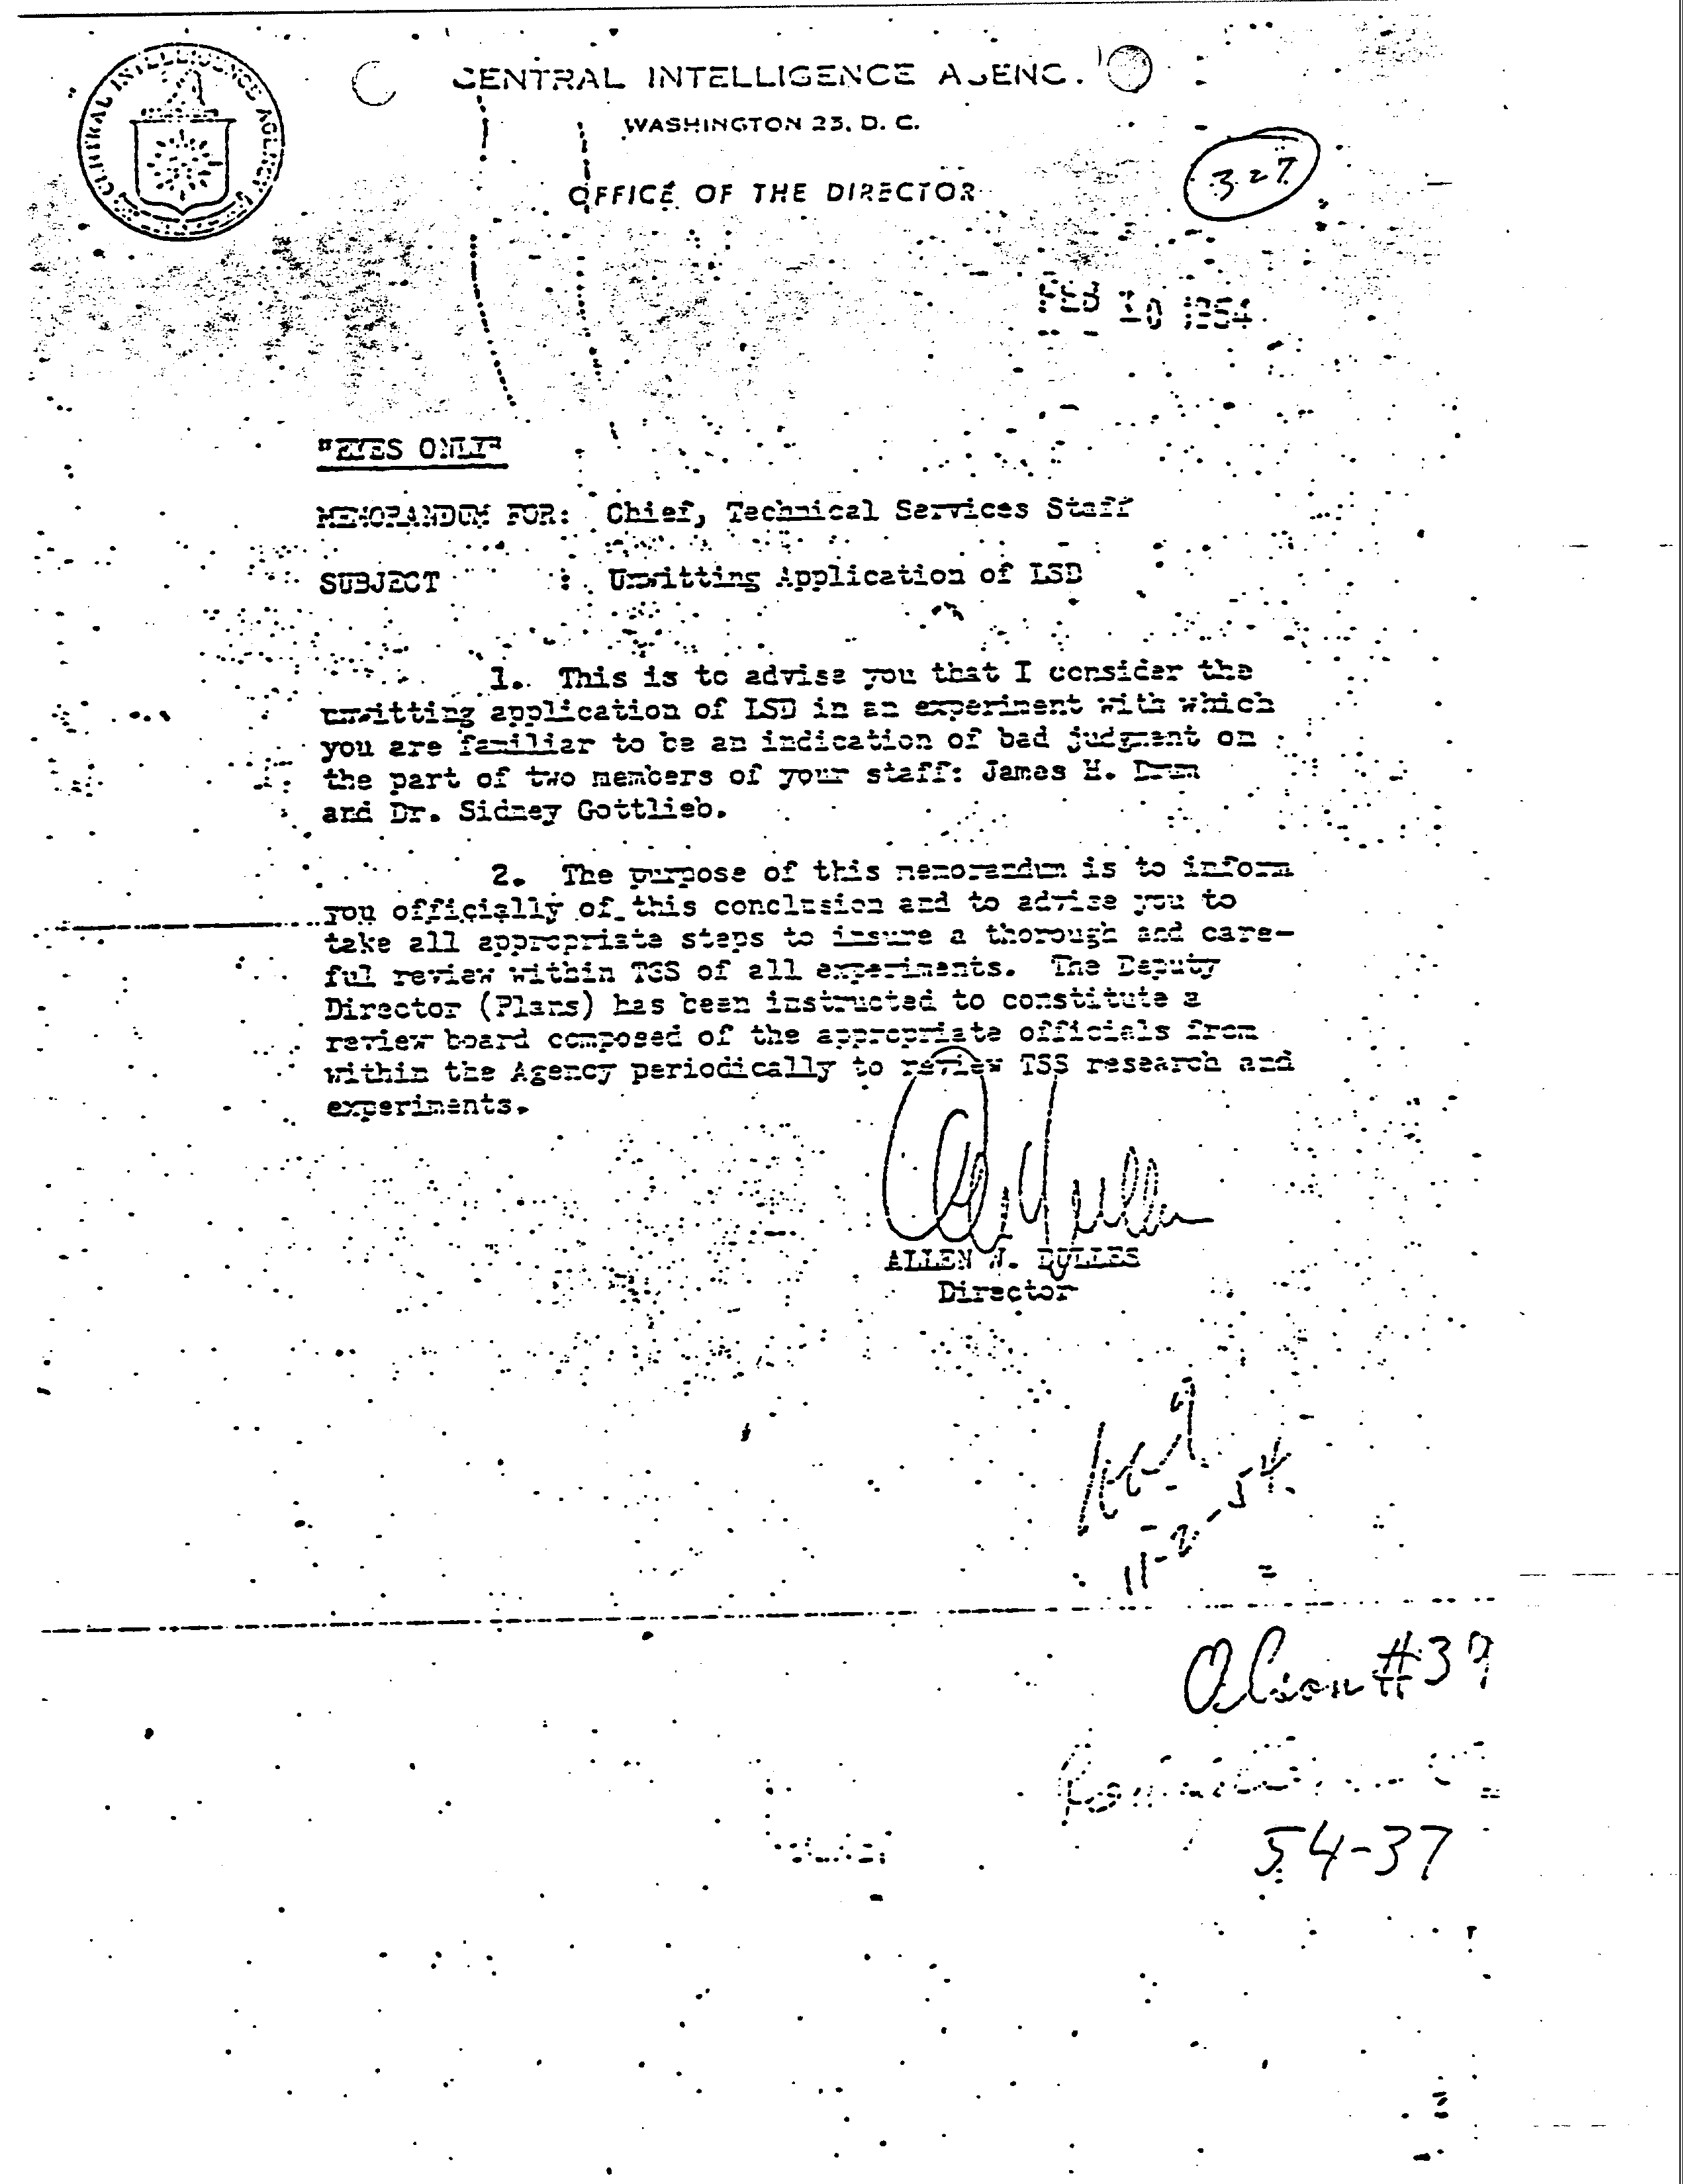 CENTRAL INTELLIGENCE AGENCY
CENTRAL INTELLIGENCE AGENC.
WASHINGTON 25, D. C.
OFFICE OF THE DIRECTOR
327
FEB 10 1954
"EYES ONLY"
MEMORANDUM FOR: Chief, Technical Services Staff
SUBJECT : Unwitting Application of LSD
1. This is to advise you that I consider the
unwitting application of LSD in an experiment with which
you are familiar to be an indication of bad judgment on
the part of two members of your staff: James H. Drum
and Dr. Sidney Gottlieb.
2. The purpose of this memorandum is to inform
you officially of this conclusion and to advise you to
take all appropriate steps to insure a thorough and care-
ful review within TSS of all experiments. The Deputy
Director (Plans) has been instructed to constitute a
review board composed of the appropriate officials from
within the Agency periodically to review TSS research and
experiments.
ALLEN W. DULLES
Director
11-2-54
Olson #39
54-37